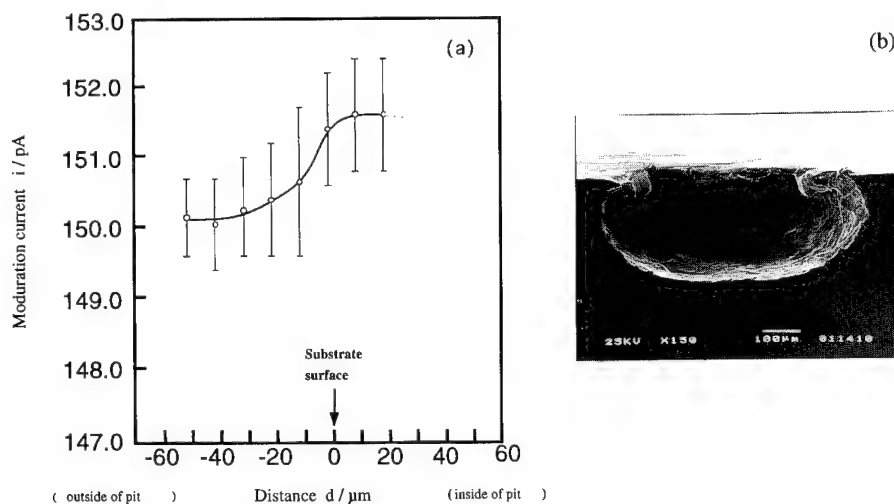 (a)
Moduration current i / pA
153.0
152.0
151.0
150.0
149.0
148.0
147.0
Substrate
surface
-60 -40 -20 0 20 40 60
( outside of pit ) Distance d / µm (inside of pit )
(b)
25KV X150 100µm 011410